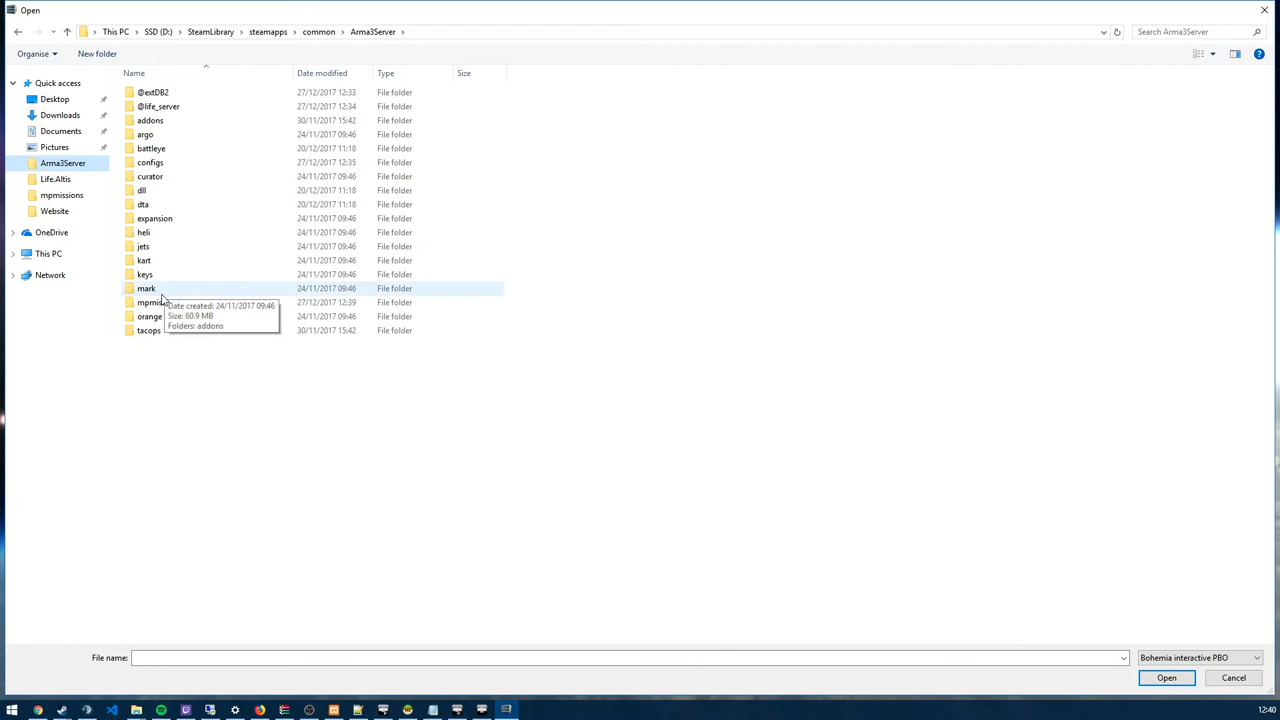 Open
This PC > SSD (D:) > SteamLibrary > steamapps > common > Arma3Server >
Search Arma3Server
Organise
New folder
Name
Date modified
Type
Size
Quick access
Desktop
Downloads
Documents
Pictures
Arma3Server
Life.Altis
mpmissions
Website
OneDrive
This PC
Network
@extDB2 27/12/2017 12:33 File folder
@life_server 27/12/2017 12:34 File folder
addons 30/11/2017 15:42 File folder
argo 24/11/2017 09:46 File folder
battleye 20/12/2017 11:18 File folder
configs 27/12/2017 12:35 File folder
curator 24/11/2017 09:46 File folder
dll 20/12/2017 11:18 File folder
dta 20/12/2017 11:18 File folder
expansion 24/11/2017 09:46 File folder
heli 24/11/2017 09:46 File folder
jets 24/11/2017 09:46 File folder
kart 24/11/2017 09:46 File folder
keys 24/11/2017 09:46 File folder
mark 24/11/2017 09:46 File folder
mpmiss 27/12/2017 12:39 File folder
orange 24/11/2017 09:46 File folder
tacops 30/11/2017 15:42 File folder
Date created: 24/11/2017 09:46
Size: 60.9 MB
Folders: addons
File name:
Bohemia interactive PBO
Open
Cancel
12:40